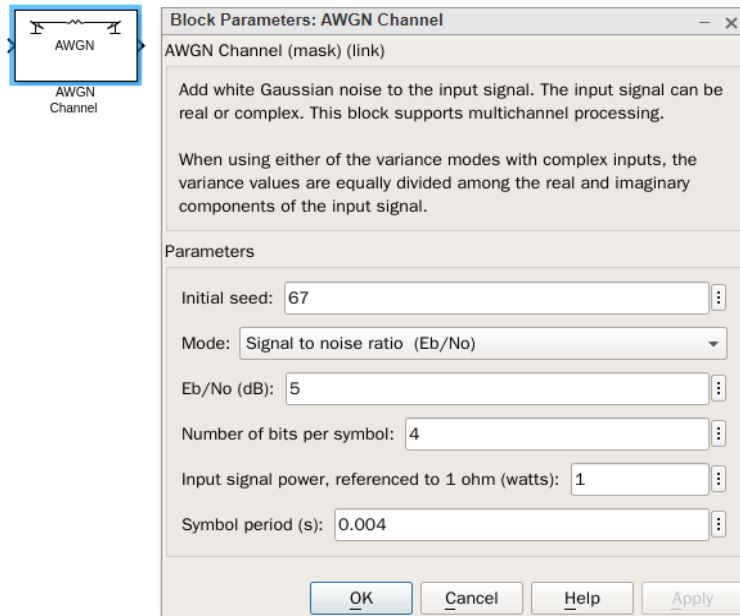 AWGN
AWGN
Channel
Block Parameters: AWGN Channel
AWGN Channel (mask) (link)
Add white Gaussian noise to the input signal. The input signal can be
real or complex. This block supports multichannel processing.
When using either of the variance modes with complex inputs, the
variance values are equally divided among the real and imaginary
components of the input signal.
Parameters
Initial seed: 67
Mode: Signal to noise ratio (Eb/No)
Eb/No (dB): 5
Number of bits per symbol: 4
Input signal power, referenced to 1 ohm (watts): 1
Symbol period (s): 0.004
OK Cancel Help Apply